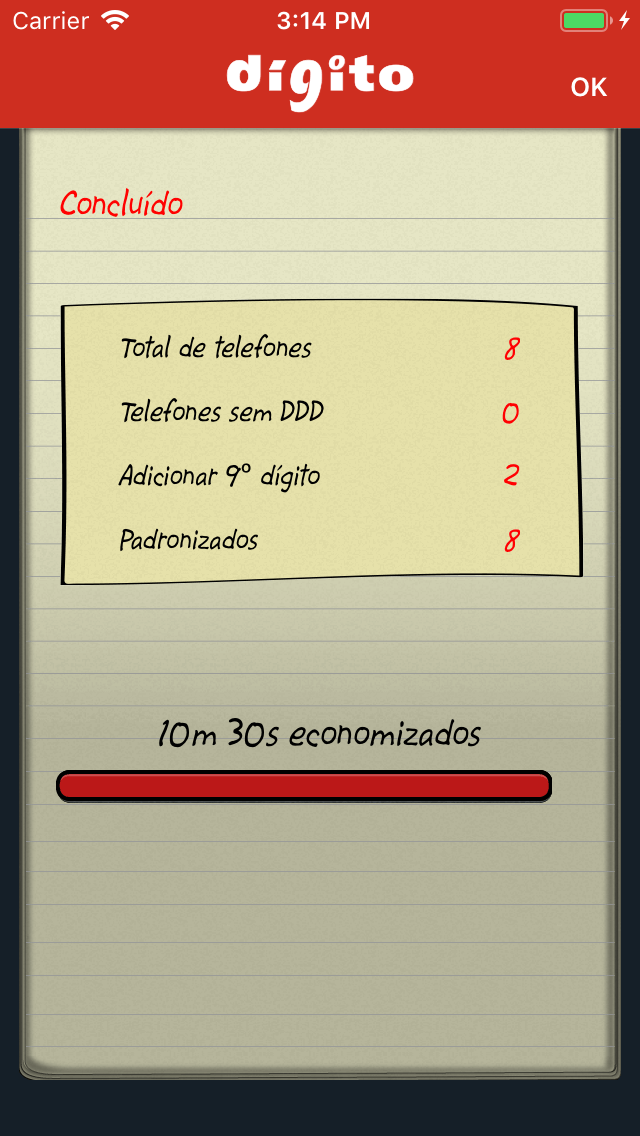 Carrier 3:14 PM
dígito
OK
Concluído
Total de telefones 8
Telefones sem DDD 0
Adicionar 9º dígito 2
Padronizados 8
10m 30s economizados